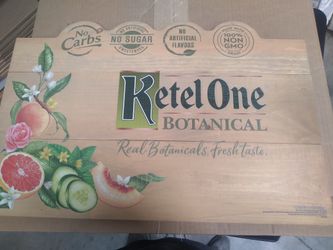 No Carbs
NO SUGAR
NO ARTIFICIAL FLAVORS
100% NON GMO
Ketel One
BOTANICAL
Real Botanicals, Fresh taste.